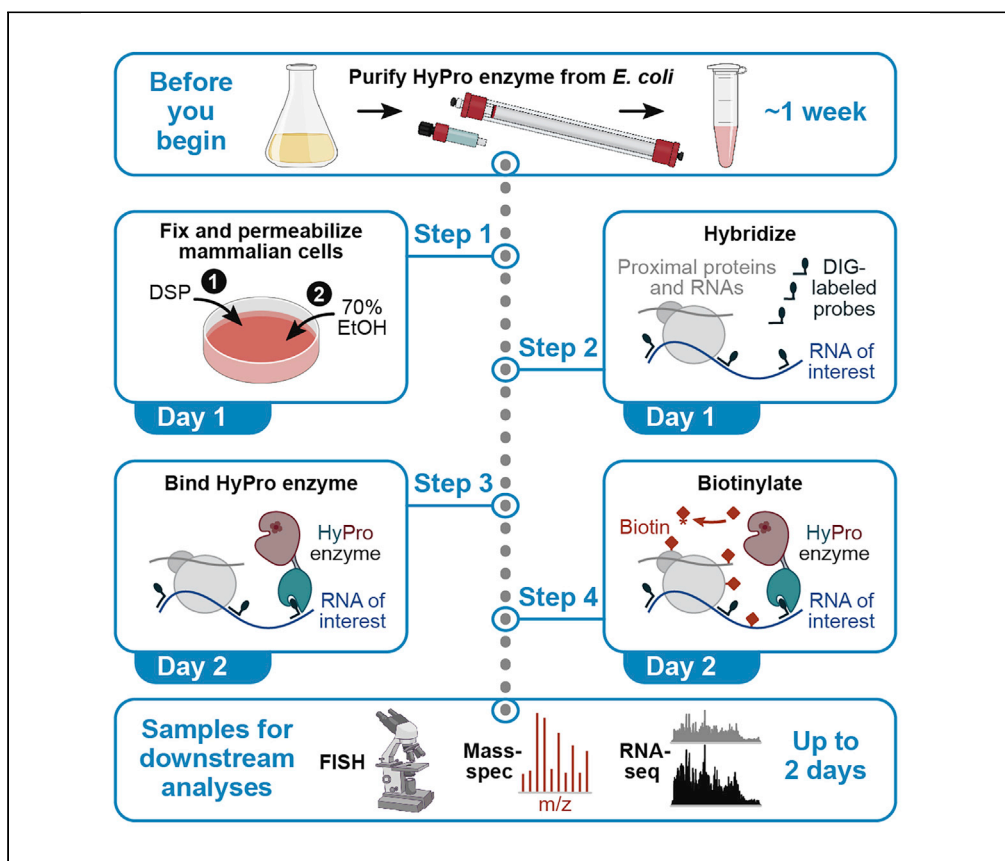 Before
you
begin
Purify HyPro enzyme from E. coli
~1 week
Fix and permeabilize
mammalian cells
1
DSP
2
70%
EtOH
Day 1
Step 1
Hybridize
Proximal proteins
and RNAs
DIG-
labeled
probes
RNA of
interest
Day 1
Step 2
Bind HyPro enzyme
HyPro
enzyme
RNA of
interest
Day 2
Step 3
Biotinylate
Biotin
*
HyPro
enzyme
RNA of
interest
Day 2
Step 4
Samples for
downstream
analyses
FISH
Mass-
spec
m/z
RNA-
seq
Up to
2 days